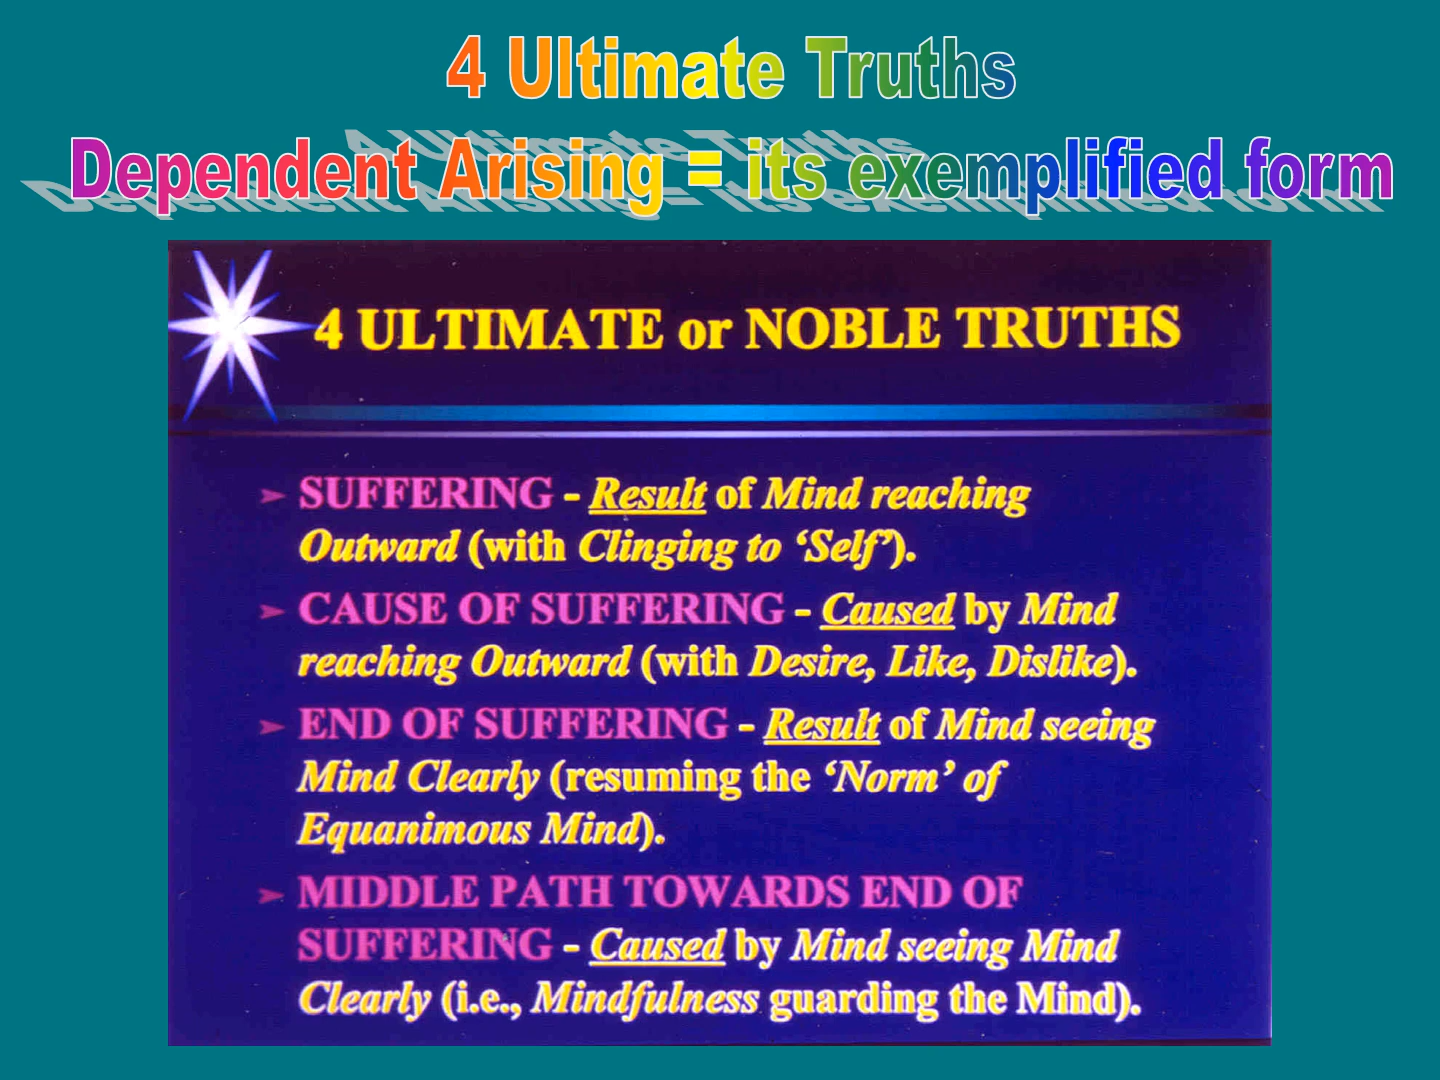 4 Ultimate Truths
Dependent Arising = its exemplified form
4 ULTIMATE or NOBLE TRUTHS
➢ SUFFERING - Result of Mind reaching
Outward (with Clinging to ‘Self’).
➢ CAUSE OF SUFFERING - Caused by Mind
reaching Outward (with Desire, Like, Dislike).
➢ END OF SUFFERING - Result of Mind seeing
Mind Clearly (resuming the ‘Norm’ of
Equanimous Mind).
➢ MIDDLE PATH TOWARDS END OF
SUFFERING - Caused by Mind seeing Mind
Clearly (i.e., Mindfulness guarding the Mind).